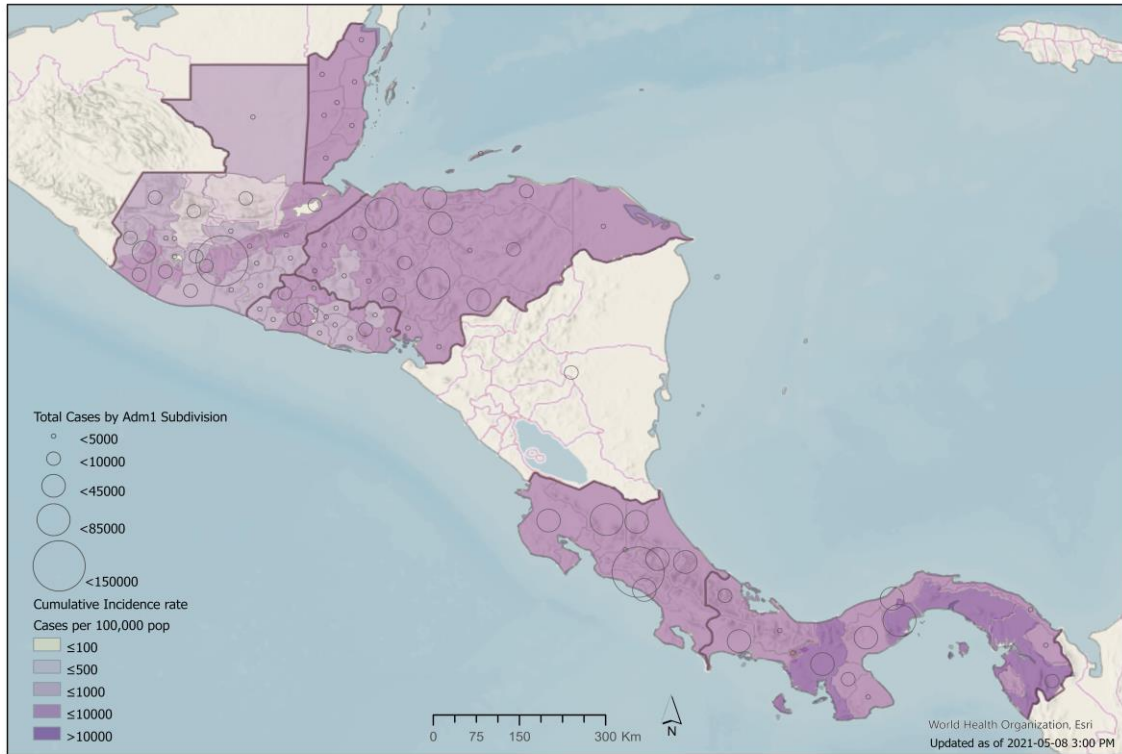 Total Cases by Adm1 Subdivision
<5000
<10000
<45000
<85000
<150000
Cumulative Incidence rate
Cases per 100,000 pop
≤100
≤500
≤1000
≤10000
>10000
0 75 150 300 Km
N
World Health Organization, Esri
Updated as of 2021-05-08 3:00 PM